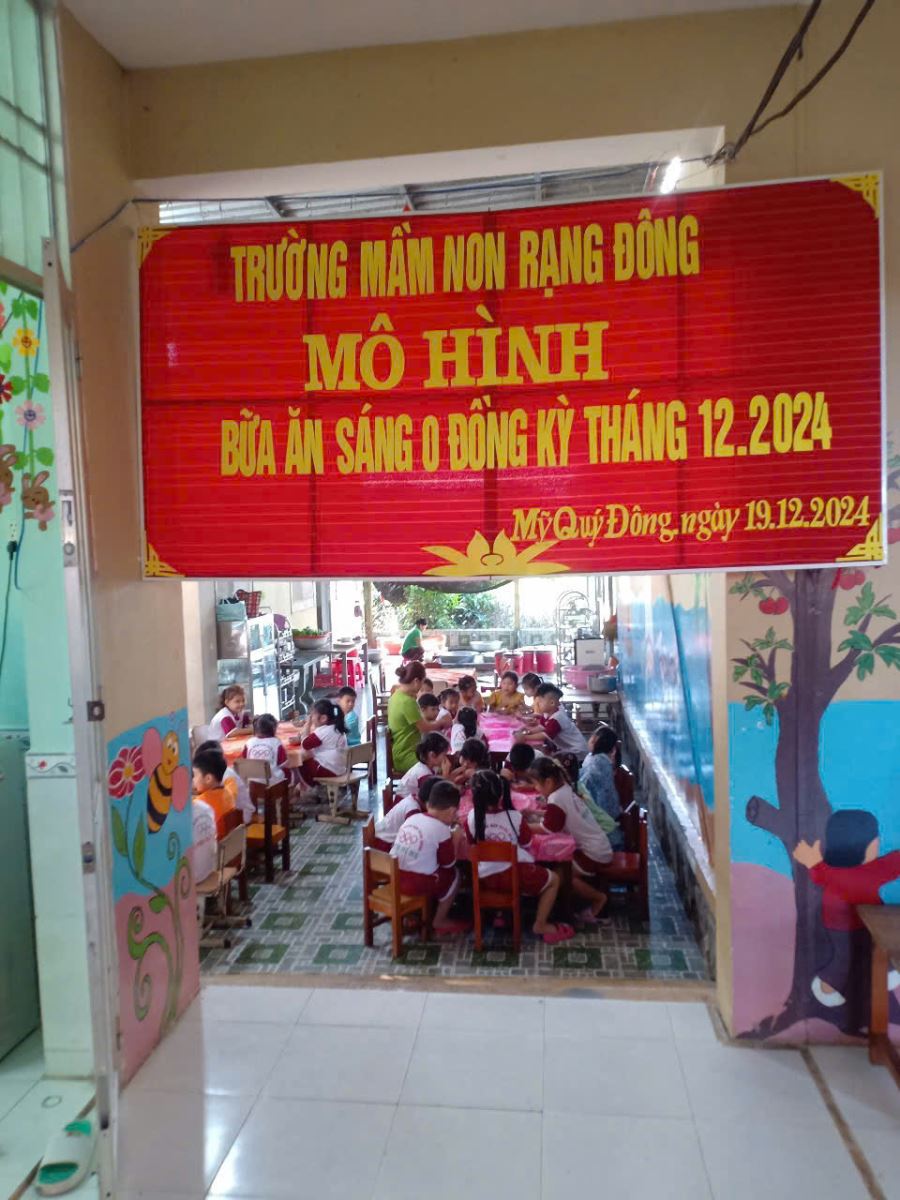 TRƯỜNG MẦM NON RẠNG ĐÔNG
MÔ HÌNH
BỮA ĂN SÁNG 0 ĐỒNG KỲ THÁNG 12.2024
Mỹ Quý Đông, ngày 19.12.2024